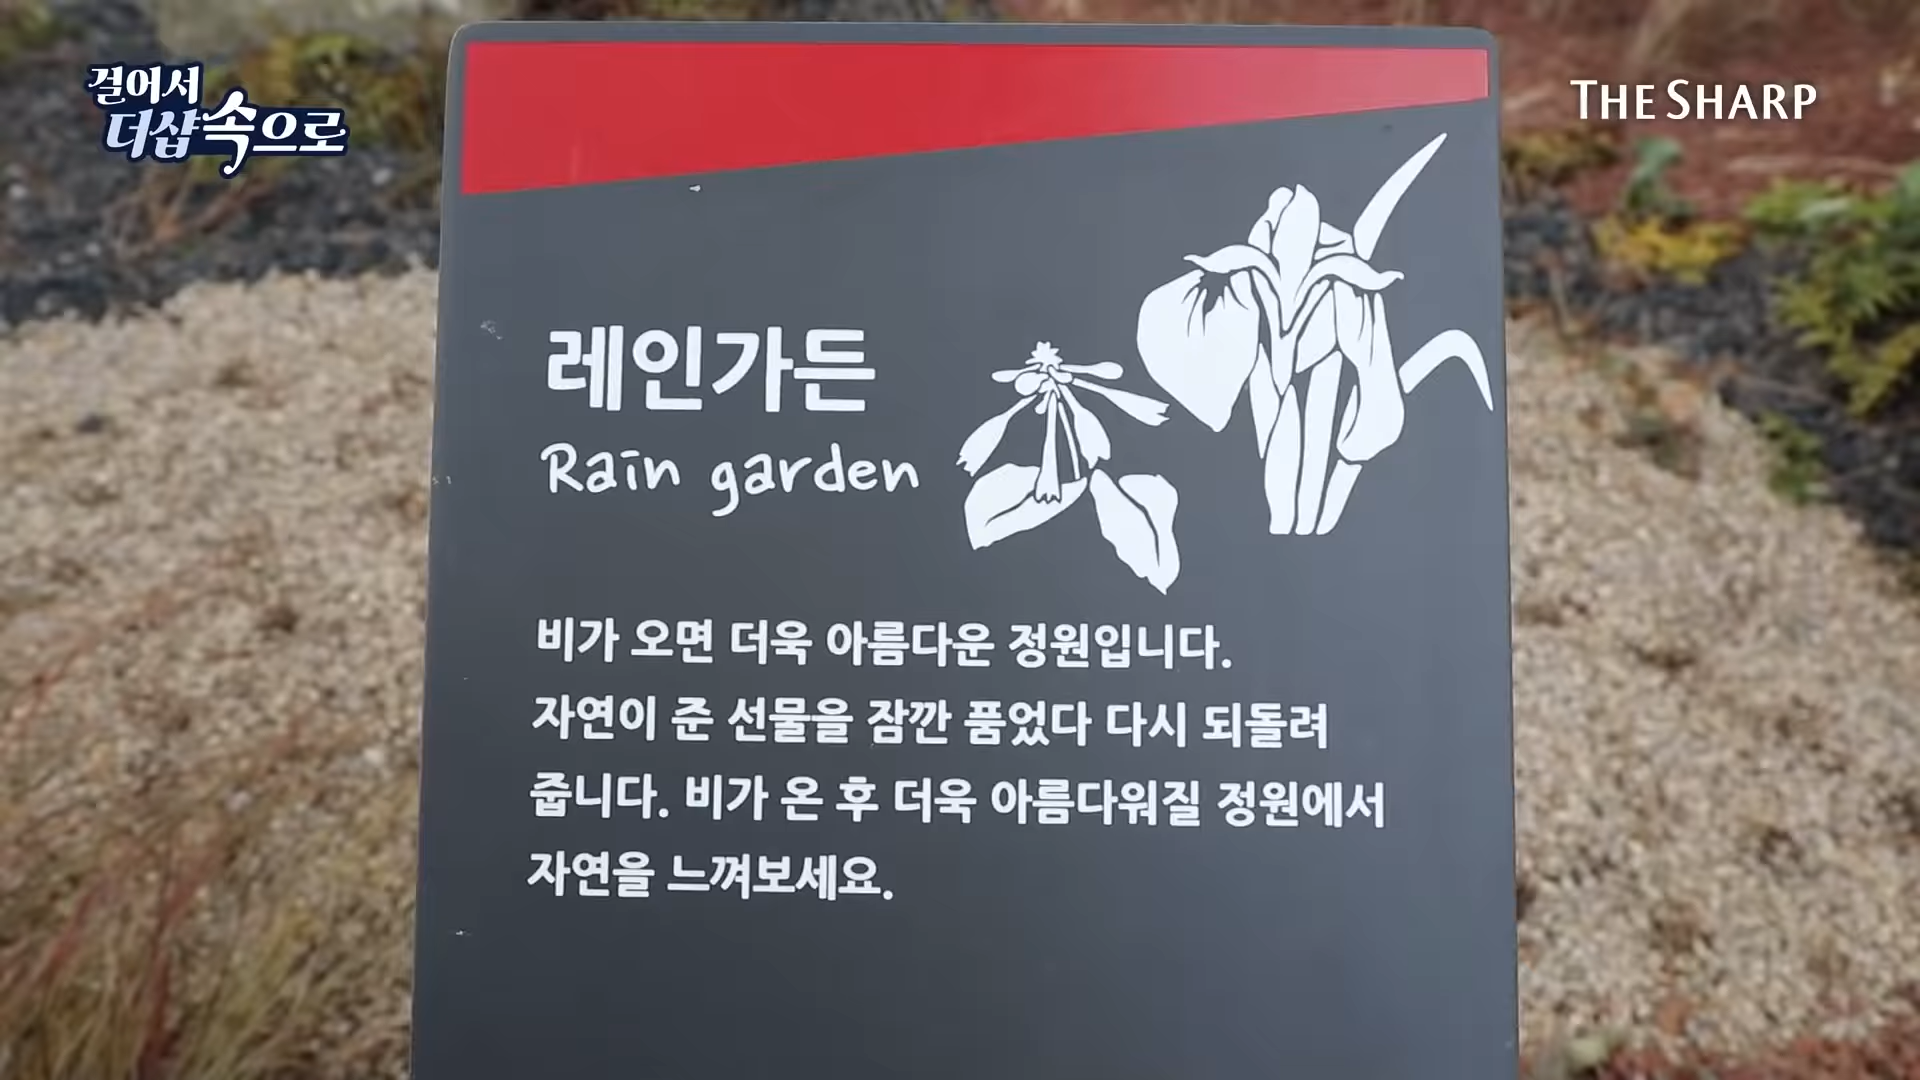 걸어서
더샵 속으로
THE SHARP
레인가든
Rain garden
비가 오면 더욱 아름다운 정원입니다.
자연이 준 선물을 잠깐 품었다 다시 되돌려
줍니다. 비가 온 후 더욱 아름다워질 정원에서
자연을 느껴보세요.